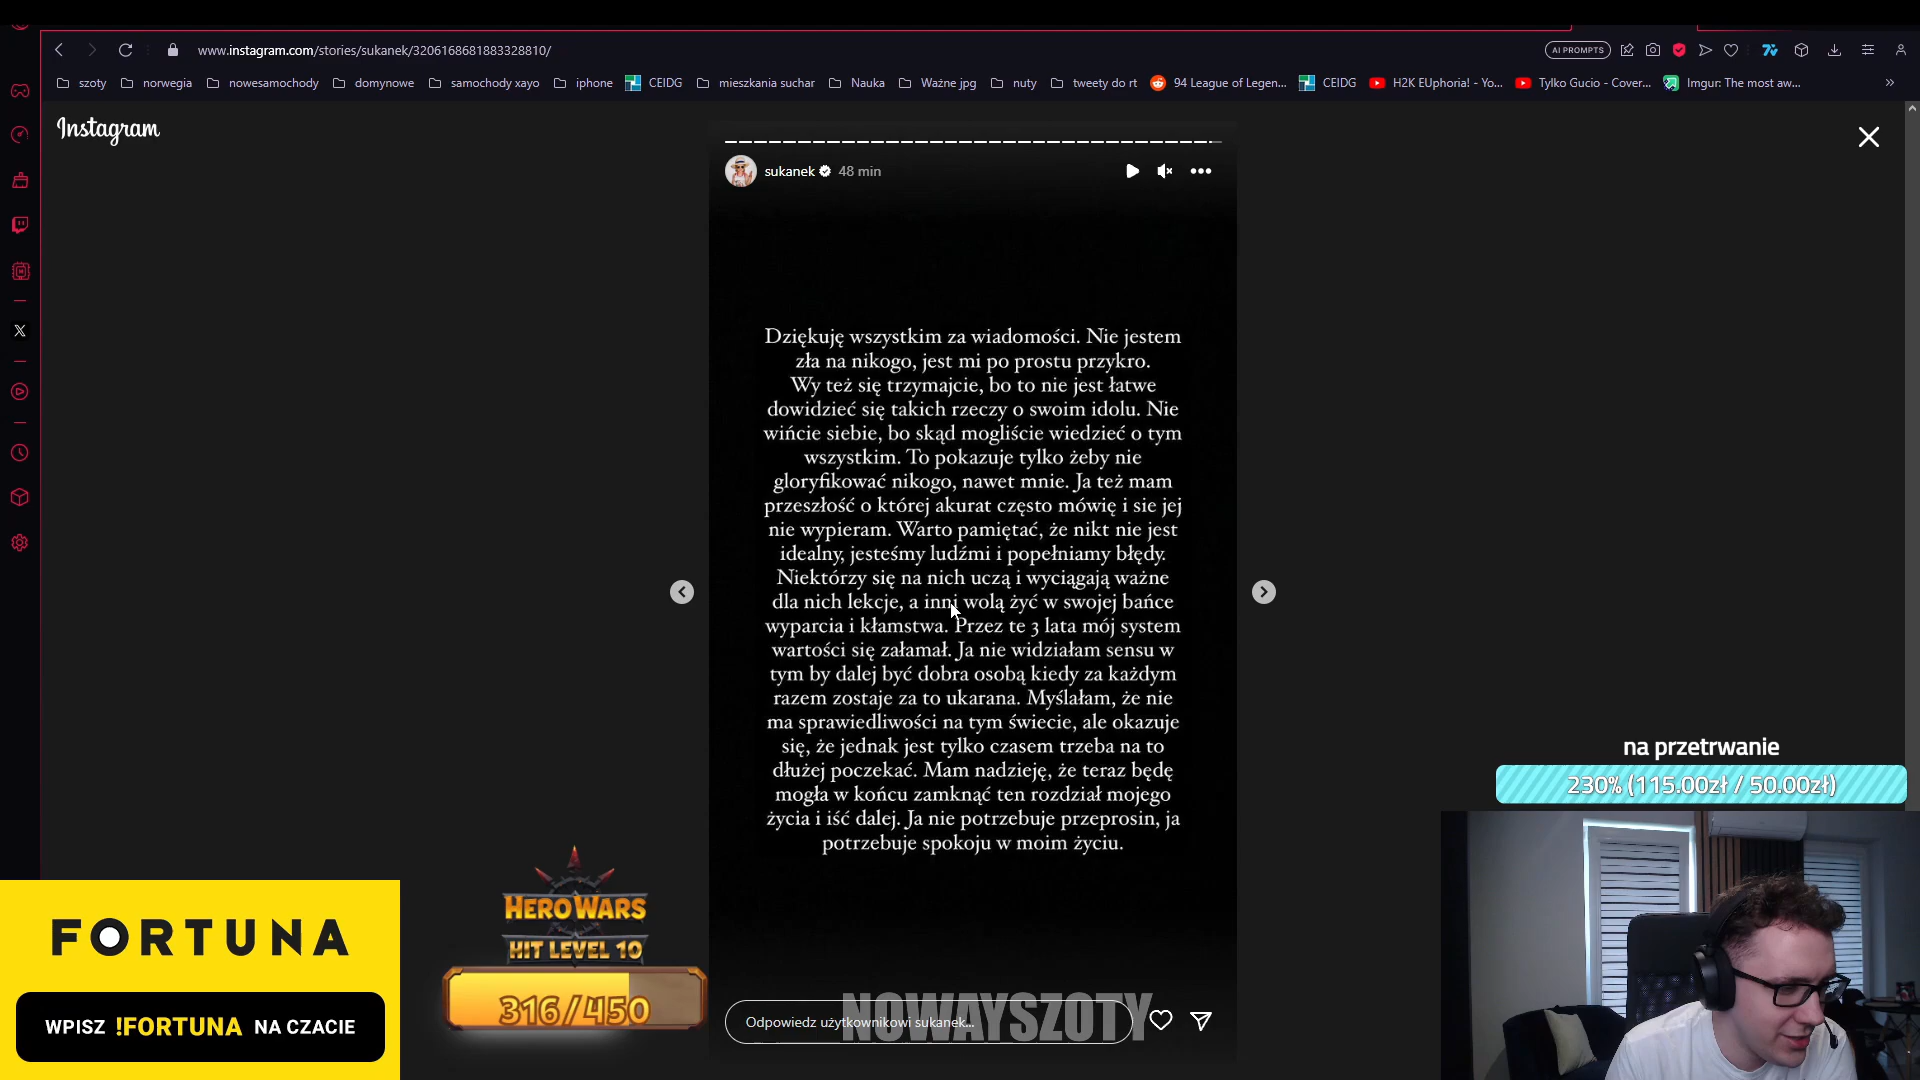 www.instagram.com/stories/sukanek/3206168681883328810/
AI PROMPTS
szoty
norwegia
nowesamochody
domynowe
samochody xayo
iphone
CEIDG
mieszkania suchar
Nauka
Ważne jpg
nuty
tweety do rt
94 League of Legen...
CEIDG
H2K EUphoria! - Yo...
Tylko Gucio - Cover...
Imgur: The most aw...
Instagram
sukanek 48 min
Dziękuję wszystkim za wiadomości. Nie jestem
zła na nikogo, jest mi po prostu przykro.
Wy też się trzymajcie, bo to nie jest łatwe
dowidzieć się takich rzeczy o swoim idolu. Nie
wińcie siebie, bo skąd mogliście wiedzieć o tym
wszystkim. To pokazuje tylko żeby nie
gloryfikować nikogo, nawet mnie. Ja też mam
przeszłość o której akurat często mówię i sie jej
nie wypieram. Warto pamiętać, że nikt nie jest
idealny, jesteśmy ludźmi i popełniamy błędy.
Niektórzy się na nich uczą i wyciągają ważne
dla nich lekcje, a inni wolą żyć w swojej bańce
wyparcia i kłamstwa. Przez te 3 lata mój system
wartości się załamał. Ja nie widziałam sensu w
tym by dalej być dobra osobą kiedy za każdym
razem zostaje za to ukarana. Myślałam, że nie
ma sprawiedliwości na tym świecie, ale okazuje
się, że jednak jest tylko czasem trzeba na to
dłużej poczekać. Mam nadzieję, że teraz będę
mogła w końcu zamknąć ten rozdział mojego
życia i iść dalej. Ja nie potrzebuje przeprosin, ja
potrzebuje spokoju w moim życiu.
na przetrwanie
230% (115.00zł / 50.00zł)
FORTUNA
WPISZ !FORTUNA NA CZACIE
HERO WARS
HIT LEVEL 10
316/450
Odpowiedz użytkownikowi sukanek...
NOWAYSZOTY